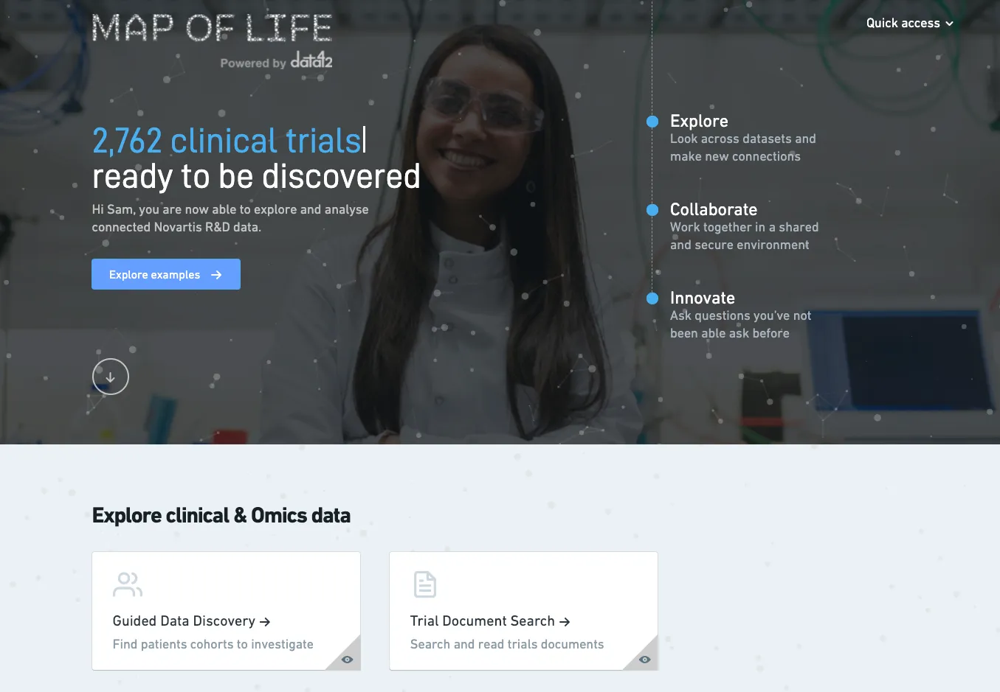 MAP OF LIFE
Powered by data42
Quick access
2,762 clinical trials
ready to be discovered
Hi Sam, you are now able to explore and analyse
connected Novartis R&D data.
Explore examples →
Explore
Look across datasets and
make new connections
Collaborate
Work together in a shared
and secure environment
Innovate
Ask questions you've not
been able ask before
Explore clinical & Omics data
Guided Data Discovery →
Find patients cohorts to investigate
Trial Document Search →
Search and read trials documents